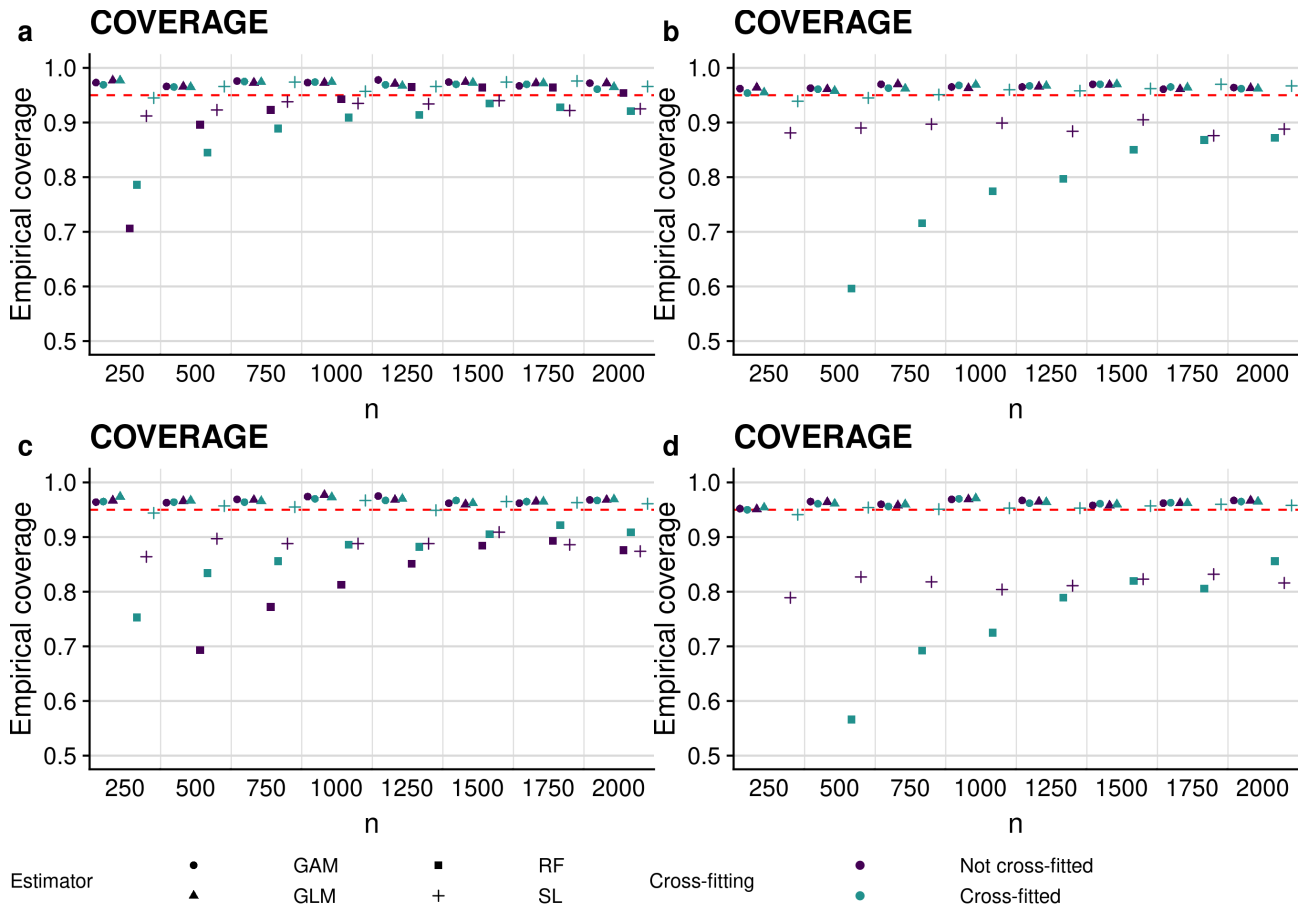 a COVERAGE
Empirical coverage
1.0
0.9
0.8
0.7
0.6
0.5
250 500 750 1000 1250 1500 1750 2000
n
b COVERAGE
Empirical coverage
1.0
0.9
0.8
0.7
0.6
0.5
250 500 750 1000 1250 1500 1750 2000
n
c COVERAGE
Empirical coverage
1.0
0.9
0.8
0.7
0.6
0.5
250 500 750 1000 1250 1500 1750 2000
n
d COVERAGE
Empirical coverage
1.0
0.9
0.8
0.7
0.6
0.5
250 500 750 1000 1250 1500 1750 2000
n
Estimator
GAM
GLM
RF
SL
Cross-fitting
Not cross-fitted
Cross-fitted